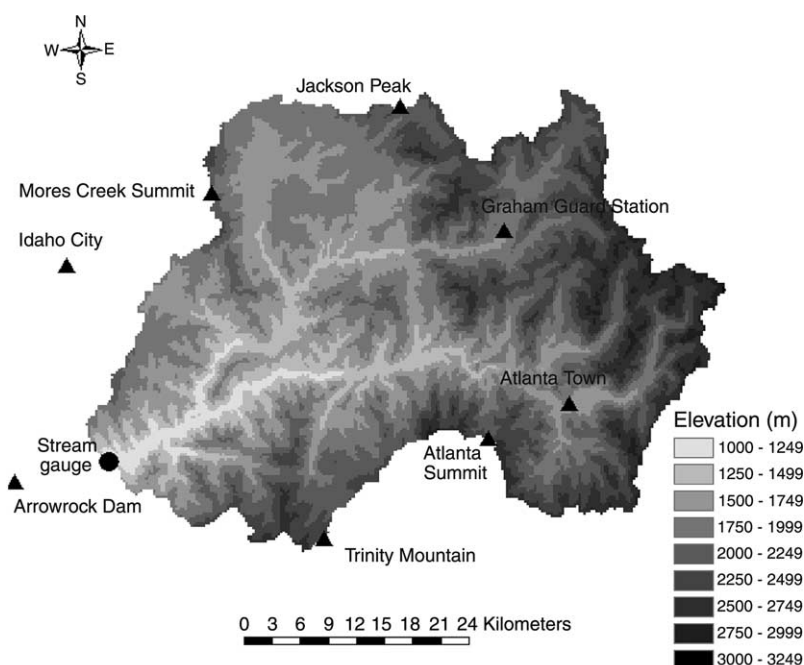 N
W E
S
Jackson Peak
Mores Creek Summit
Graham Guard Station
Idaho City
Atlanta Town
Stream
gauge
Atlanta
Summit
Arrowrock Dam
Trinity Mountain
Elevation (m)
1000 - 1249
1250 - 1499
1500 - 1749
1750 - 1999
2000 - 2249
2250 - 2499
2500 - 2749
2750 - 2999
3000 - 3249
0 3 6 9 12 15 18 21 24 Kilometers